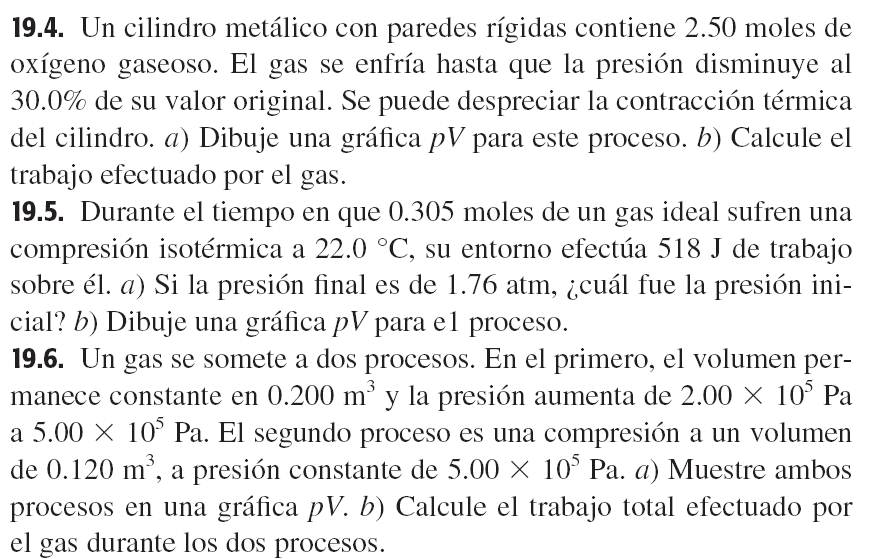 19.4. Un cilindro metálico con paredes rígidas contiene 2.50 moles de
oxígeno gaseoso. El gas se enfría hasta que la presión disminuye al
30.0% de su valor original. Se puede despreciar la contracción térmica
del cilindro. a) Dibuje una gráfica pV para este proceso. b) Calcule el
trabajo efectuado por el gas.
19.5. Durante el tiempo en que 0.305 moles de un gas ideal sufren una
compresión isotérmica a 22.0 °C, su entorno efectúa 518 J de trabajo
sobre él. a) Si la presión final es de 1.76 atm, ¿cuál fue la presión ini-
cial? b) Dibuje una gráfica pV para e1 proceso.
19.6. Un gas se somete a dos procesos. En el primero, el volumen per-
manece constante en 0.200 m³ y la presión aumenta de 2.00 × 10⁵ Pa
a 5.00 × 10⁵ Pa. El segundo proceso es una compresión a un volumen
de 0.120 m³, a presión constante de 5.00 × 10⁵ Pa. a) Muestre ambos
procesos en una gráfica pV. b) Calcule el trabajo total efectuado por
el gas durante los dos procesos.